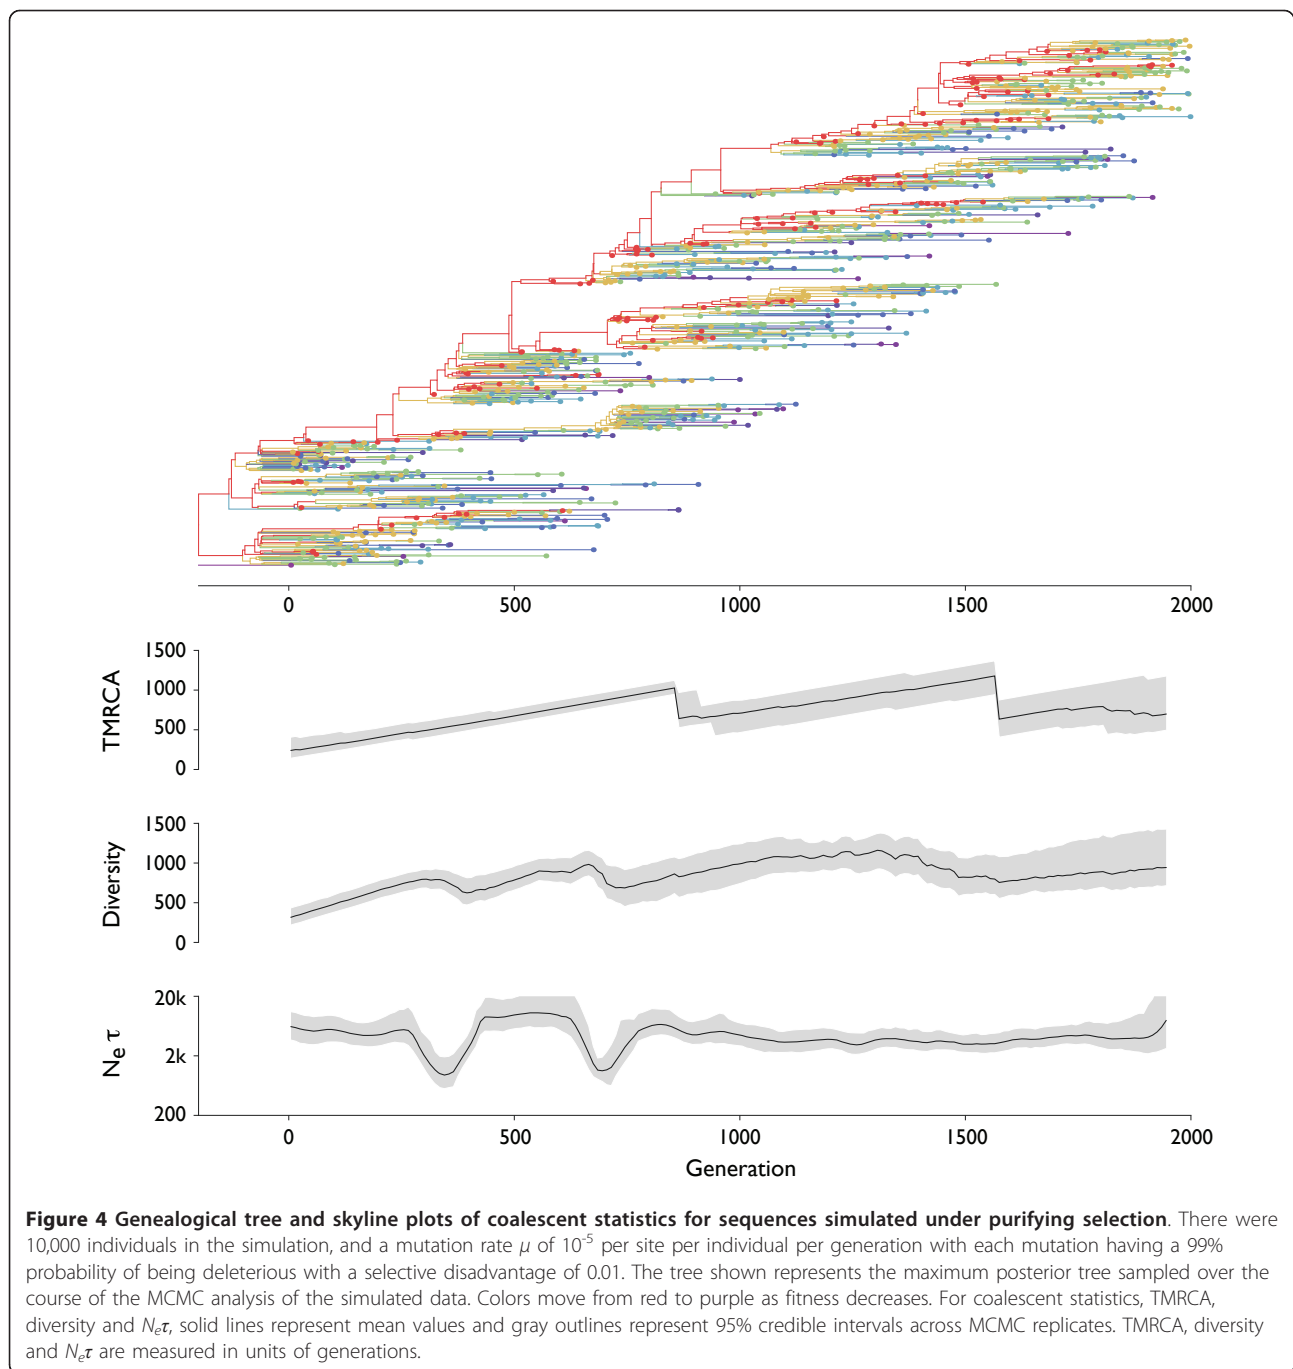 0 500 1000 1500 2000
1500
1000
500
0
TMRCA
1500
1000
500
0
Diversity
20k
2k
200
Nₑ τ
0 500 1000 1500 2000
Generation
Figure 4 Genealogical tree and skyline plots of coalescent statistics for sequences simulated under purifying selection. There were
10,000 individuals in the simulation, and a mutation rate μ of 10⁻⁵ per site per individual per generation with each mutation having a 99%
probability of being deleterious with a selective disadvantage of 0.01. The tree shown represents the maximum posterior tree sampled over the
course of the MCMC analysis of the simulated data. Colors move from red to purple as fitness decreases. For coalescent statistics, TMRCA,
diversity and Nₑτ, solid lines represent mean values and gray outlines represent 95% credible intervals across MCMC replicates. TMRCA, diversity
and Nₑτ are measured in units of generations.